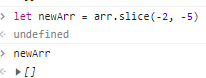 > let newArr = arr.slice(-2, -5)
< undefined
> newArr
< ▶ []